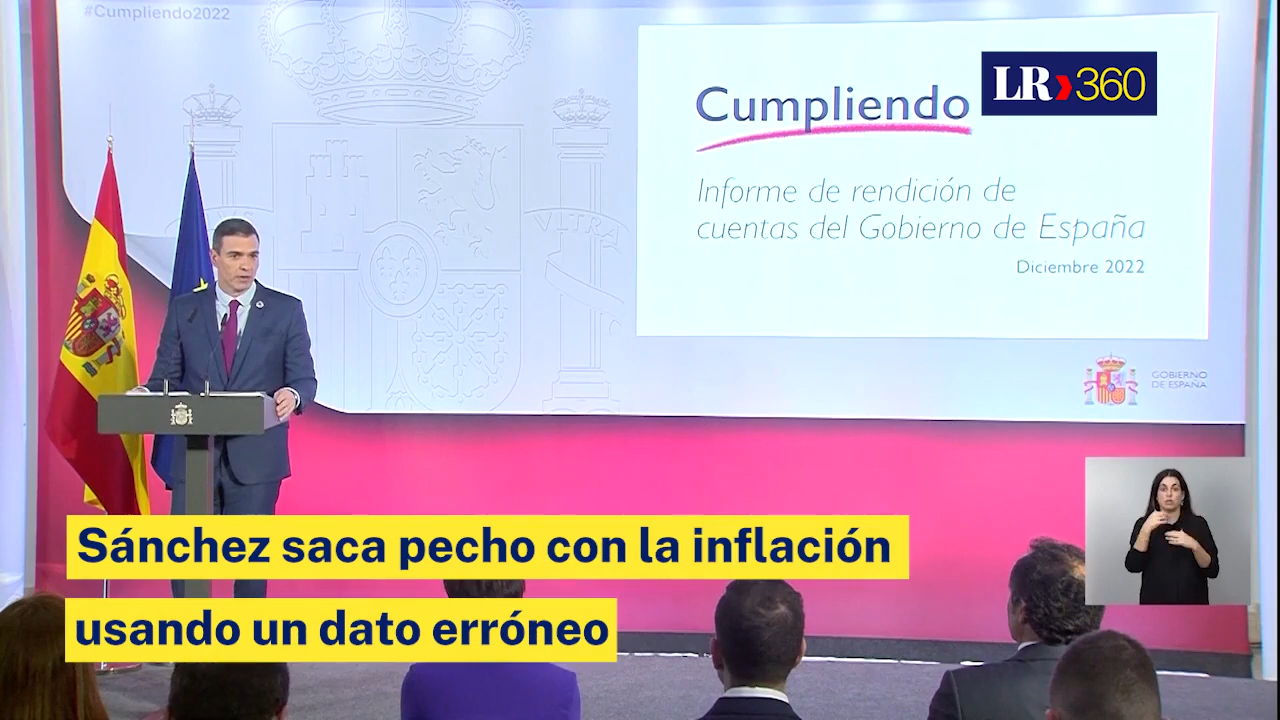 #Cumpliendo2022
LR>360
Cumpliendo
Informe de rendición de
cuentas del Gobierno de España
Diciembre 2022
GOBIERNO
DE ESPAÑA
Sánchez saca pecho con la inflación
usando un dato erróneo